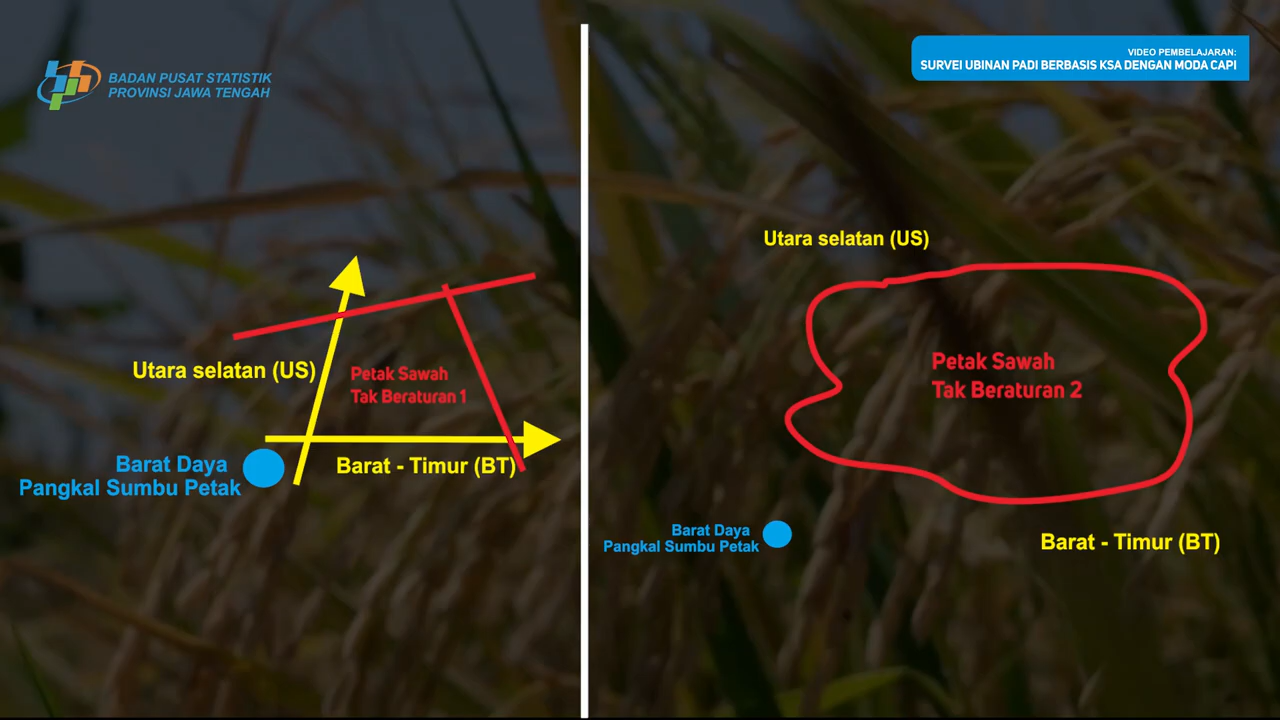 BADAN PUSAT STATISTIK
PROVINSI JAWA TENGAH
VIDEO PEMBELAJARAN:
SURVEI UBINAN PADI BERBASIS KSA DENGAN MODA CAPI
Utara selatan (US)
Petak Sawah
Tak Beraturan 1
Barat Daya
Pangkal Sumbu Petak
Barat - Timur (BT)
Utara selatan (US)
Petak Sawah
Tak Beraturan 2
Barat Daya
Pangkal Sumbu Petak
Barat - Timur (BT)